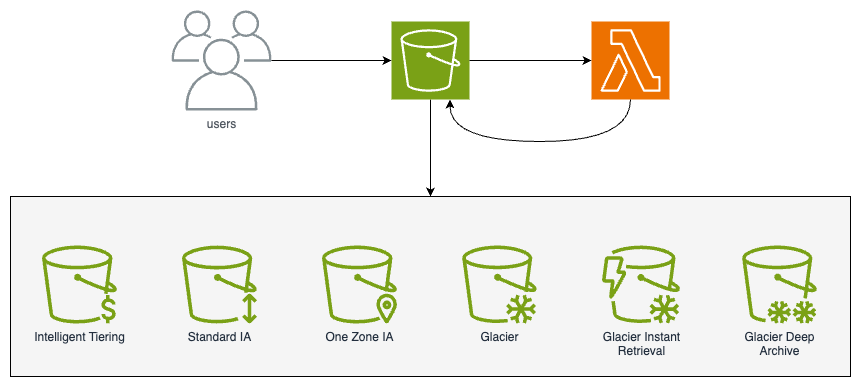 users
Intelligent Tiering
Standard IA
One Zone IA
Glacier
Glacier Instant
Retrieval
Glacier Deep
Archive